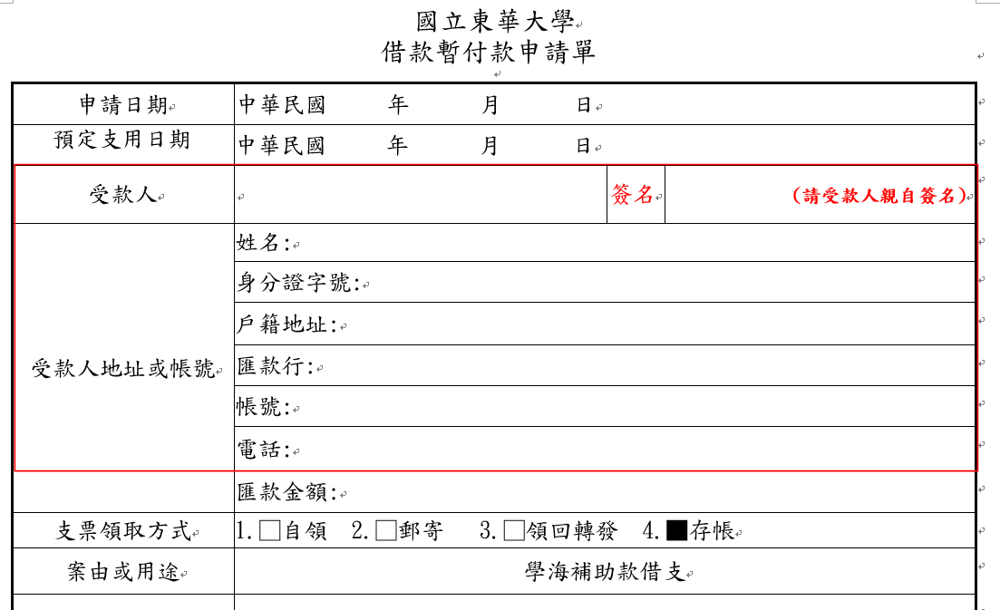 國立東華大學
借款暫付款申請單
申請日期 中華民國 年 月 日
預定支用日期 中華民國 年 月 日
受款人 簽名 (請受款人親自簽名)
受款人地址或帳號
姓名:
身分證字號:
戶籍地址:
匯款行:
帳號:
電話:
匯款金額:
支票領取方式 1.□自領 2.□郵寄 3.□領回轉發 4.■存帳
案由或用途 學海補助款借支